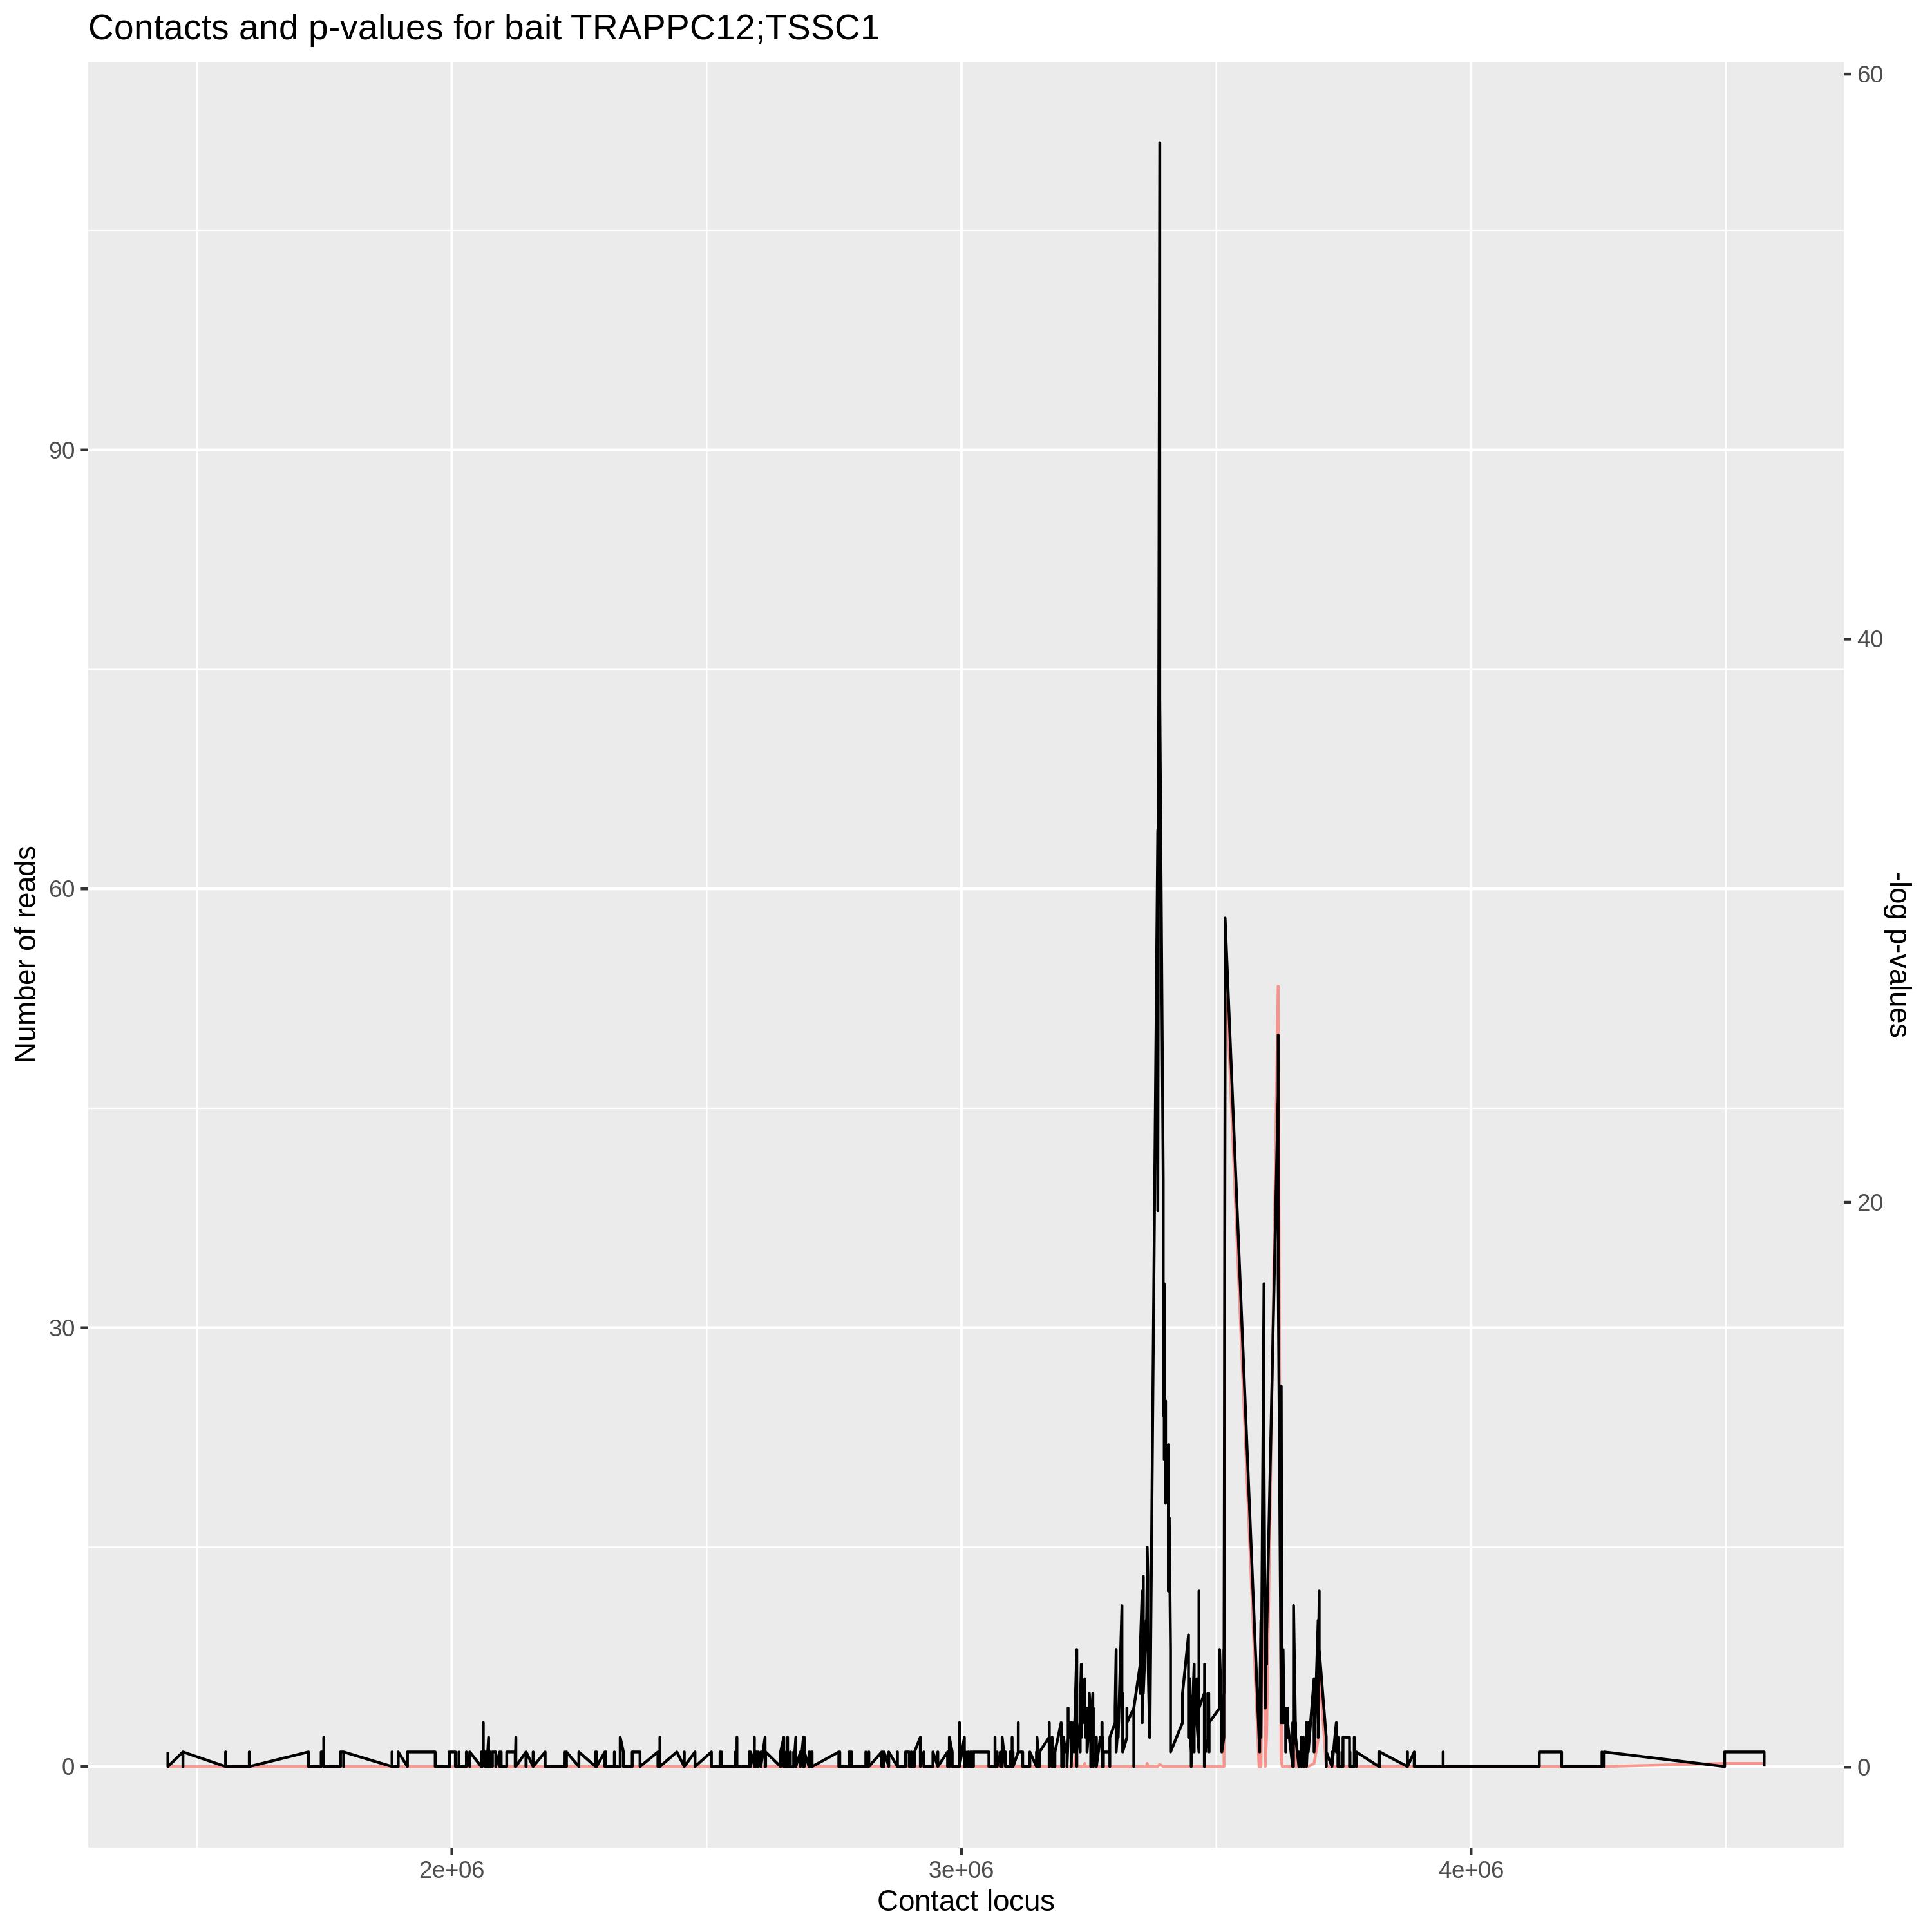 Contacts and p-values for bait TRAPPC12;TSSC1
60
90
40
Number of reads
60
-log p-values
20
30
0
0
2e+06
3e+06
4e+06
Contact locus